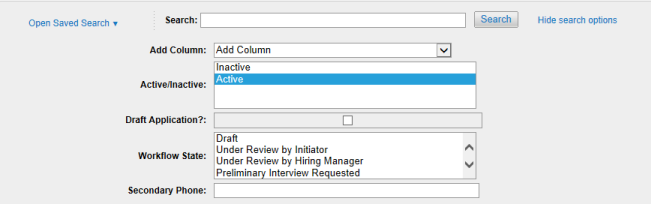 Open Saved Search ▼ Search: Search Hide search options
Add Column: Add Column
Active/Inactive: Inactive
Active
Draft Application?:
Workflow State: Draft
Under Review by Initiator
Under Review by Hiring Manager
Preliminary Interview Requested
Secondary Phone: